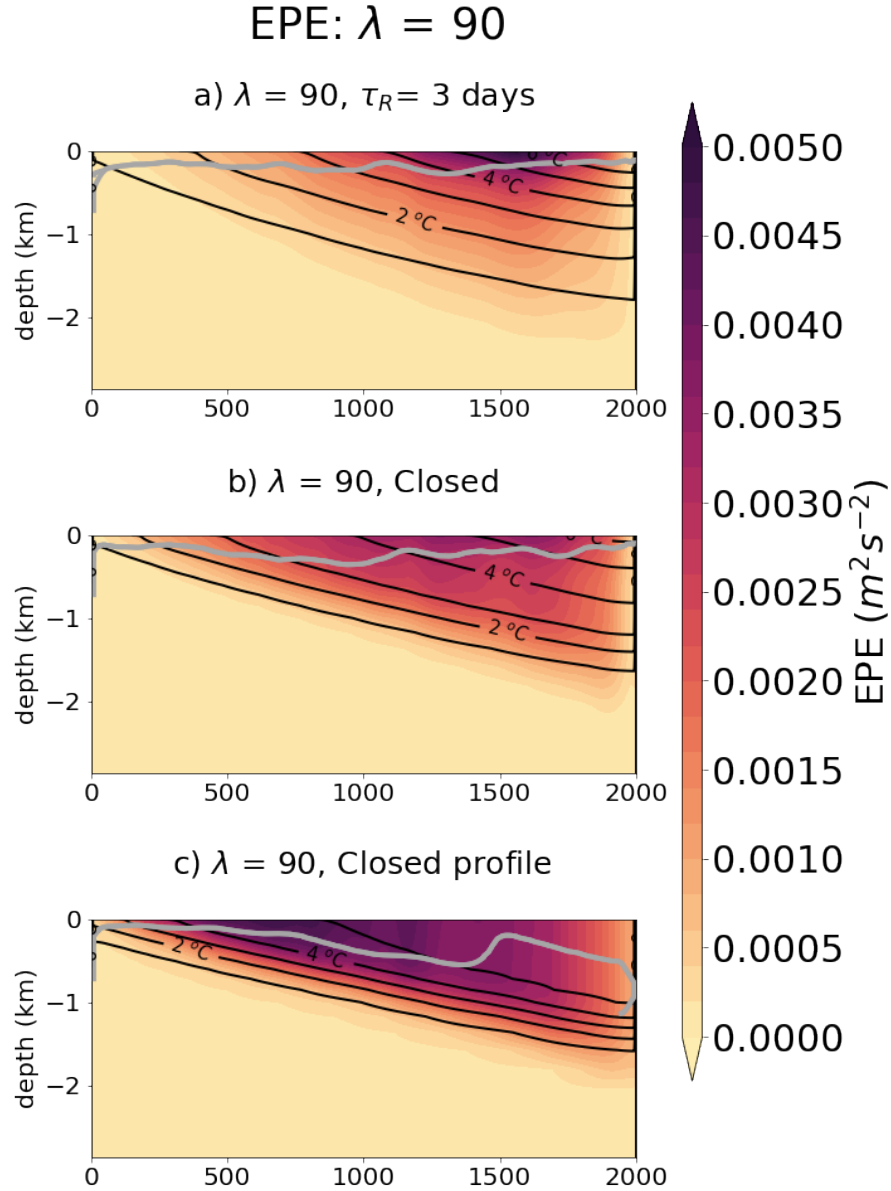 EPE: λ = 90
a) λ = 90, τ_R= 3 days
0
−1
−2
depth (km)
2 °C
4 °C
0 500 1000 1500 2000
b) λ = 90, Closed
0
−1
−2
depth (km)
4 °C
2 °C
0 500 1000 1500 2000
c) λ = 90, Closed profile
0
−1
−2
depth (km)
2 °C
4 °C
0 500 1000 1500 2000
0.0050
0.0045
0.0040
0.0035
0.0030
0.0025
0.0020
0.0015
0.0010
0.0005
0.0000
EPE (m²s⁻²)